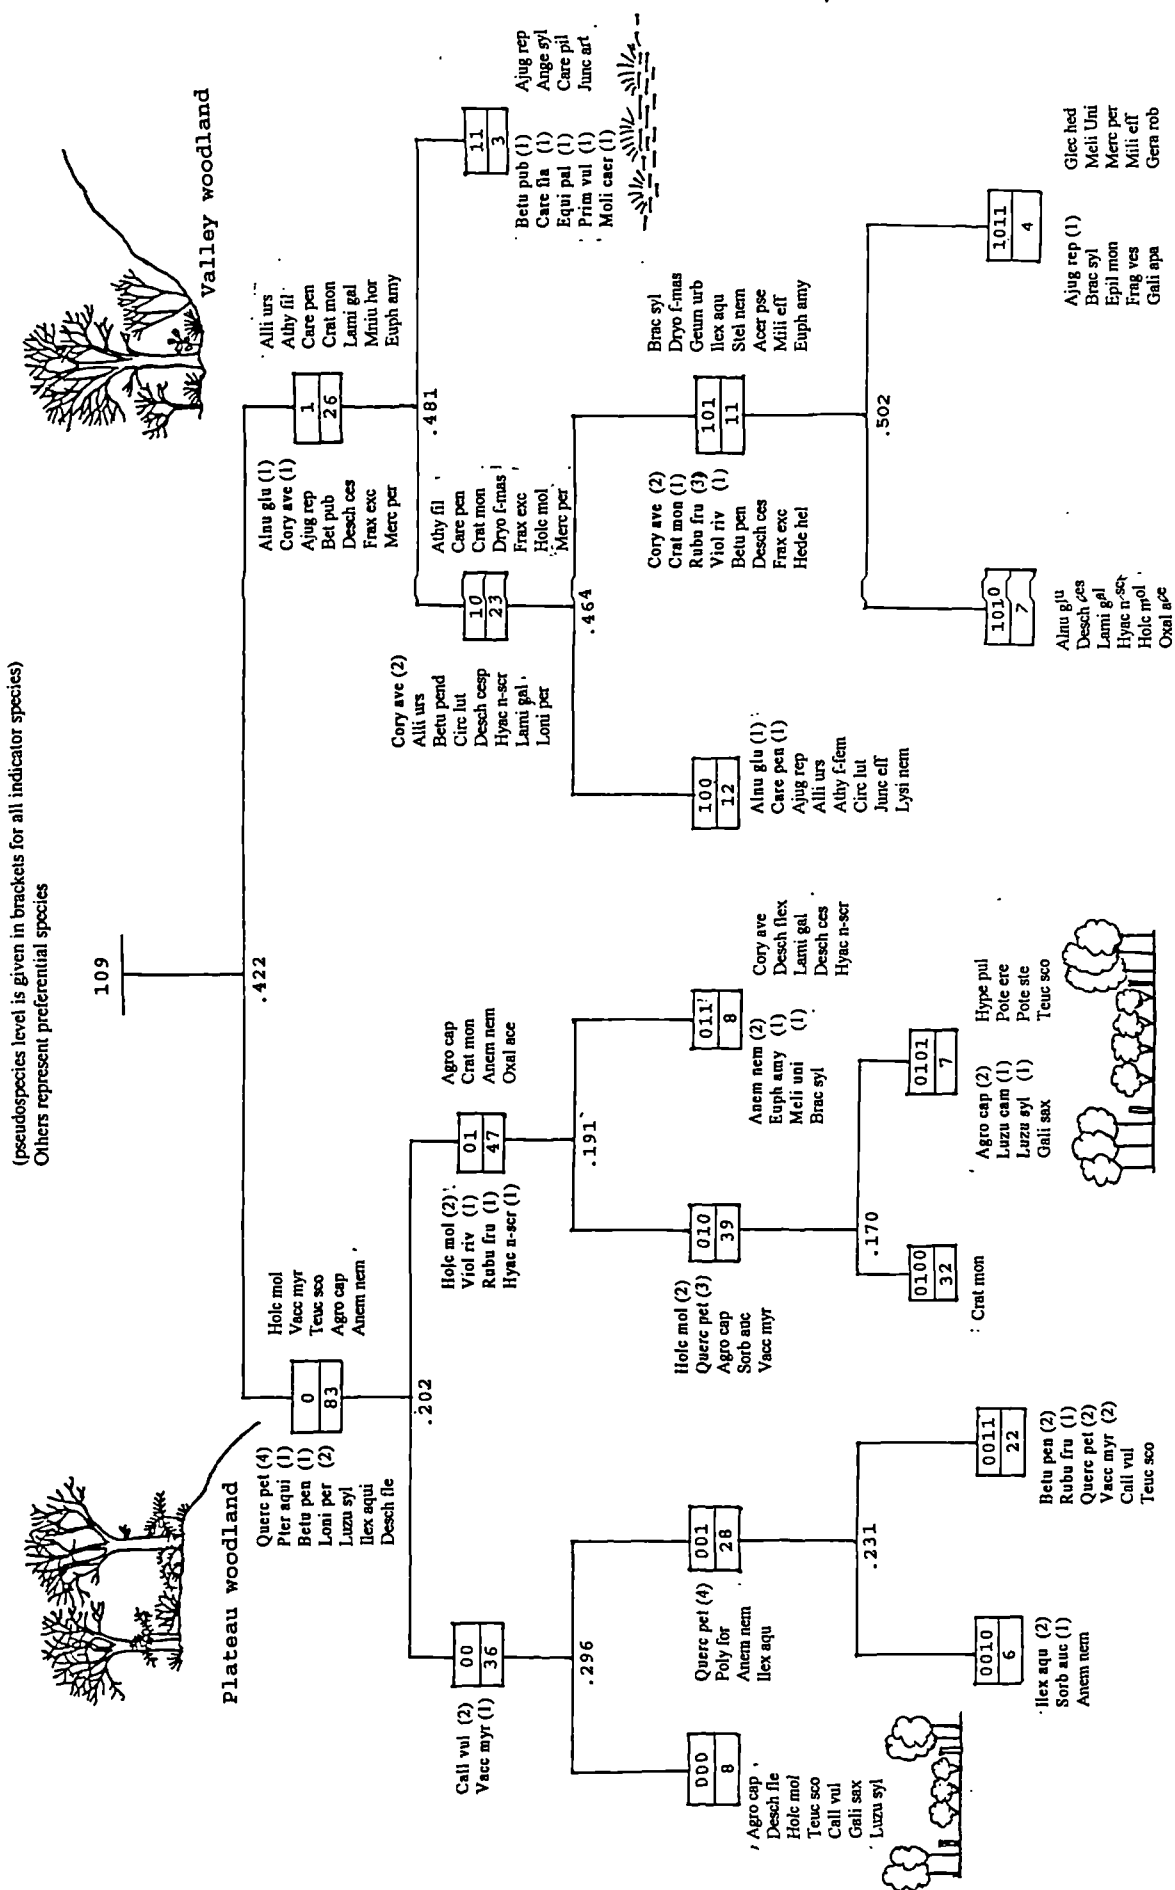 (pseudospecies level is given in brackets for all indicator species)
Others represent preferential species
109
.422
Plateau woodland
Valley woodland
0
83
Querc pet (4)
Pter aqui (1)
Betu pen (1)
Loni per (2)
Luzu syl
Ilex aqui
Desch fle
Holc mol
Vacc myr
Teuc sco
Agro cap
Anem nem
1
26
Alnu glu (1)
Cory ave (1)
Ajug rep
Bet pub
Desch ces
Frax exc
Merc per
Alli urs
Athy fil
Care pen
Crat mon
Lami gal
Mniu hor
Euph amy
.202
.481
00
36
Call vul (2)
Vacc myr (1)
01
47
Holc mol (2)
Viol riv (1)
Rubu fru (1)
Hyac n-scr (1)
Agro cap
Crat mon
Anem nem
Oxal ace
10
23
Cory ave (2)
Alli urs
Betu pend
Circ lut
Desch cesp
Hyac n-scr
Lami gal
Loni per
Athy fil
Care pen
Crat mon
Dryo f-mas
Frax exc
Holc mol
Merc per
11
3
Betu pub (1)
Care fla (1)
Equi pal (1)
Prim vul (1)
Moli caer (1)
Ajug rep
Ange syl
Care pil
Junc art
.296
.191
.464
000
8
Agro cap
Desch fle
Holc mol
Teuc sco
Call vul
Gali sax
Luzu syl
001
28
Querc pet (4)
Poly for
Anem nem
Ilex aqu
010
39
Holc mol (2)
Querc pet (3)
Agro cap
Sorb auc
Vacc myr
011
8
Anem nem (2)
Euph amy (1)
Meli uni (1)
Brac syl
Cory ave
Desch flex
Lami gal
Desch ces
Hyac n-scr
100
12
Alnu glu (1)
Care pen (1)
Ajug rep
Alli urs
Athy f-fem
Circ lut
Junc eff
Lysi nem
101
11
Cory ave (2)
Crat mon (1)
Rubu fru (3)
Viol riv (1)
Betu pen
Desch ces
Frax exc
Hede hel
Brac syl
Dryo f-mas
Geum urb
Ilex aqu
Stel nem
Acer pse
Mili eff
Euph amy
.231
.170
.502
0010
6
Ilex aqu (2)
Sorb auc (1)
Anem nem
0011
22
Betu pen (2)
Rubu fru (1)
Querc pet (2)
Vacc myr (2)
Call vul
Teuc sco
0100
32
Crat mon
0101
7
Agro cap (2)
Luzu cam (1)
Luzu syl (1)
Gali sax
Hype pul
Pote ere
Pote ste
Teuc sco
1010
7
Alnu glu
Desch ces
Lami gal
Hyac n-scr
Holc mol
Oxal ace
1011
4
Ajug rep (1)
Brac syl
Epil mon
Frag ves
Gali apa
Glec hed
Meli Uni
Merc per
Mili eff
Gera rob